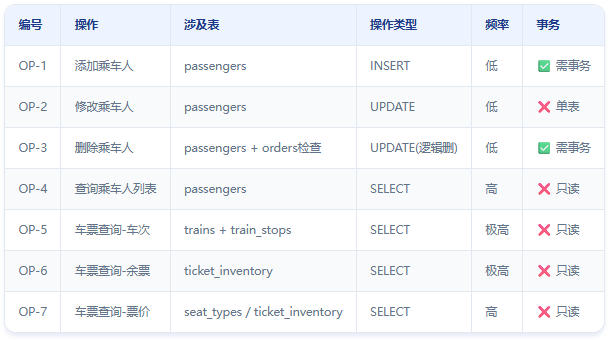 编号 操作 涉及表 操作类型 频率 事务
OP-1 添加乘车人 passengers INSERT 低 ✅ 需事务
OP-2 修改乘车人 passengers UPDATE 低 ❌ 单表
OP-3 删除乘车人 passengers + orders检查 UPDATE(逻辑删) 低 ✅ 需事务
OP-4 查询乘车人列表 passengers SELECT 高 ❌ 只读
OP-5 车票查询-车次 trains + train_stops SELECT 极高 ❌ 只读
OP-6 车票查询-余票 ticket_inventory SELECT 极高 ❌ 只读
OP-7 车票查询-票价 seat_types / ticket_inventory SELECT 高 ❌ 只读